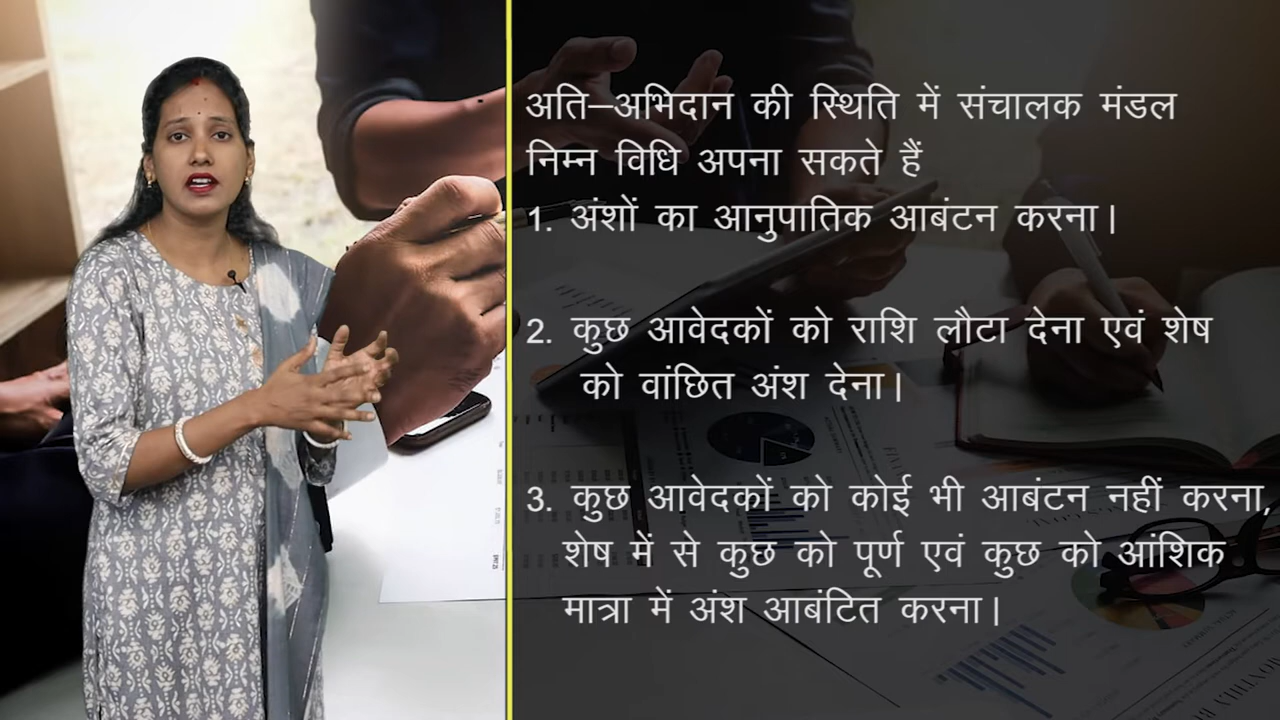 अति–अभिदान की स्थिति में संचालक मंडल
निम्न विधि अपना सकते हैं
1. अंशों का आनुपातिक आबंटन करना।
2. कुछ आवेदकों को राशि लौटा देना एवं शेष
को वांछित अंश देना।
3. कुछ आवेदकों को कोई भी आबंटन नहीं करना,
शेष में से कुछ को पूर्ण एवं कुछ को आंशिक
मात्रा में अंश आबंटित करना।